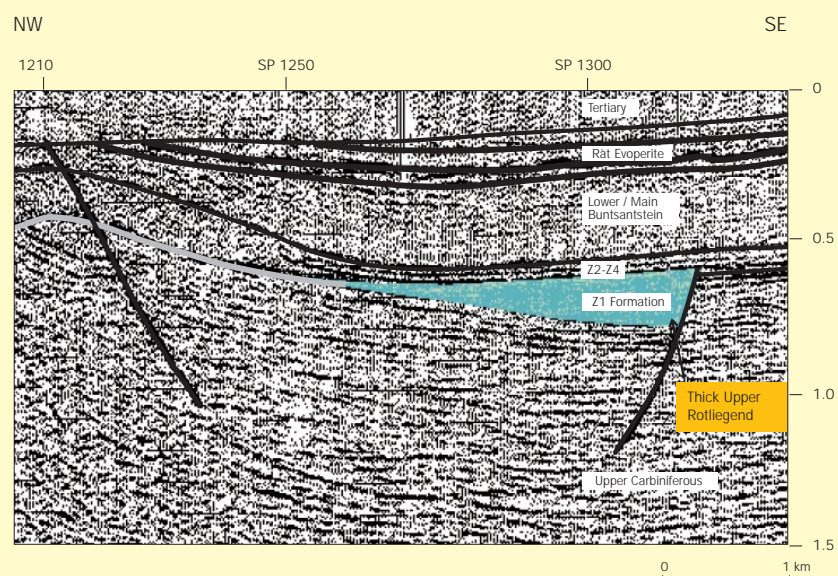 NW
SE
1210
SP 1250
SP 1300
0
Tertiary
Rät Evoperite
Lower / Main
Buntsantstein
0.5
Z2-Z4
Z1 Formation
1.0
Thick Upper
Rotliegend
Upper Carbiniferous
1.5
0
1 km